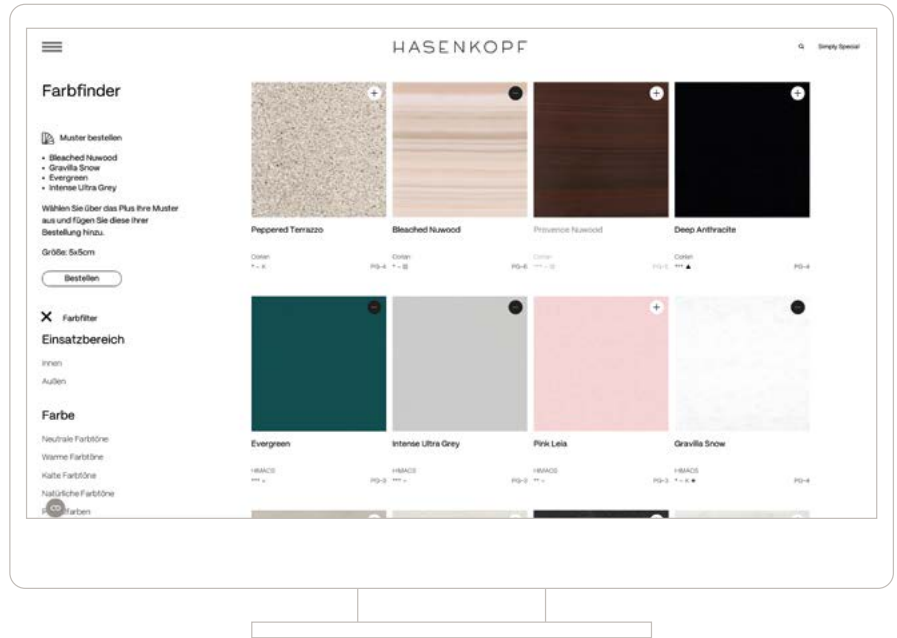 HASENKOPF
Simply Special
Farbfinder
Muster bestellen
• Bleached Nuwood
• Gravilla Snow
• Evergreen
• Intense Ultra Grey
Wählen Sie über das Plus ihre Muster
aus und fügen Sie diese Ihrer
Bestellung hinzu.
Größe: 5x5cm
Bestellen
Farbfilter
Einsatzbereich
Innen
Außen
Farbe
Neutrale Farbtöne
Warme Farbtöne
Kalte Farbtöne
Natürliche Farbtöne
farben
Peppered Terrazzo
Bleached Nuwood
Provence Nuwood
Deep Anthracite
Corian
Corian
Corian
Corian
PG-4
PG-4
Evergreen
Intense Ultra Grey
Pink Leia
Gravilla Snow
HIMACS
HIMACS
HIMACS
HIMACS
PG-3
PG-2
PG-3
PG-4